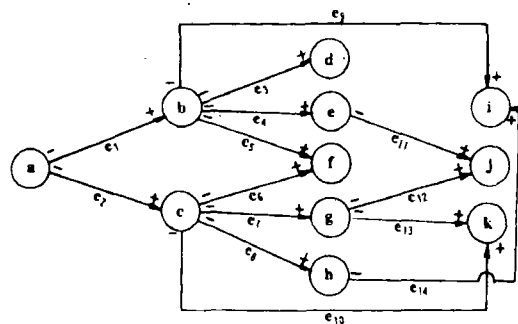 e₉
d
b
e₃
i
e₄
e
e₁
e₅
e₁₁
f
a
j
e₂
e₆
e₁₂
c
e₇
g
e₁₃
k
e₈
h
e₁₄
e₁₀